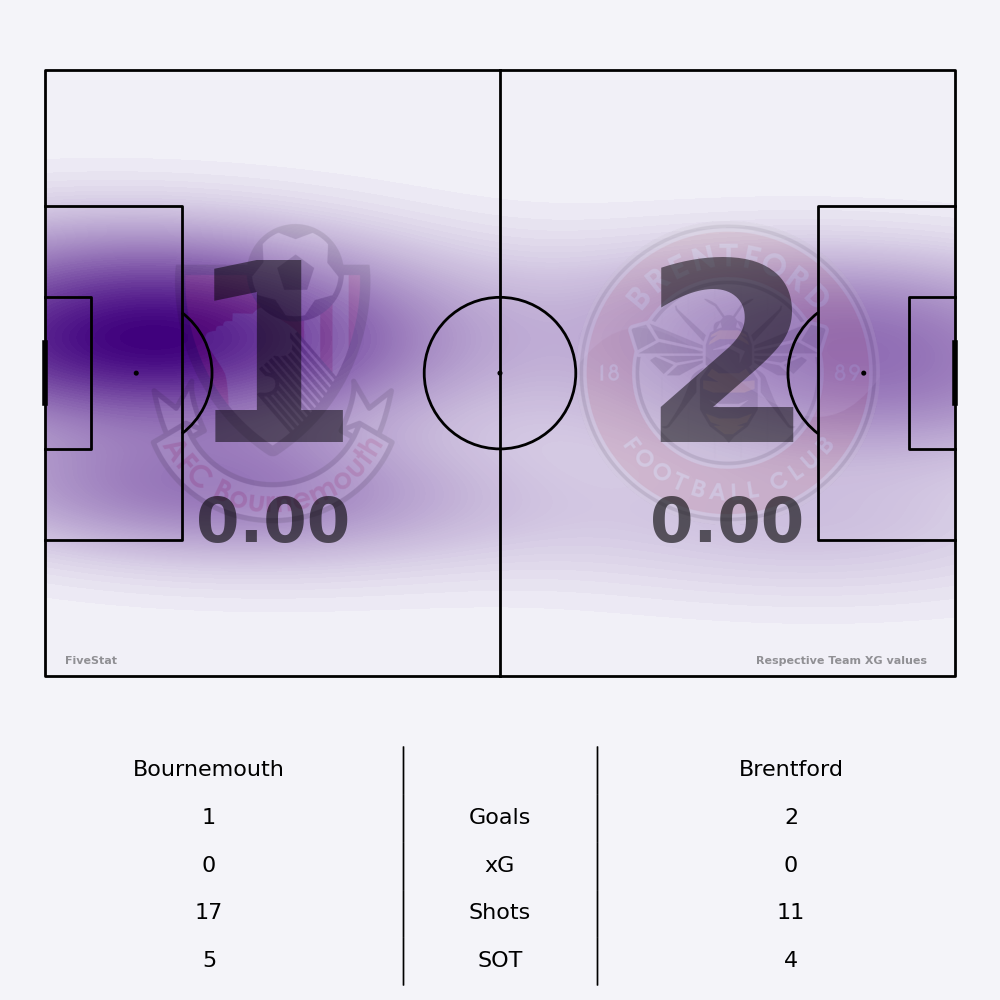 BRENTFORD
1 2
18 89
AFC Bournemouth
FOOTBALL CLUB
0.00 0.00
FiveStat Respective Team XG values
Bournemouth Brentford
1 Goals 2
0 xG 0
17 Shots 11
5 SOT 4